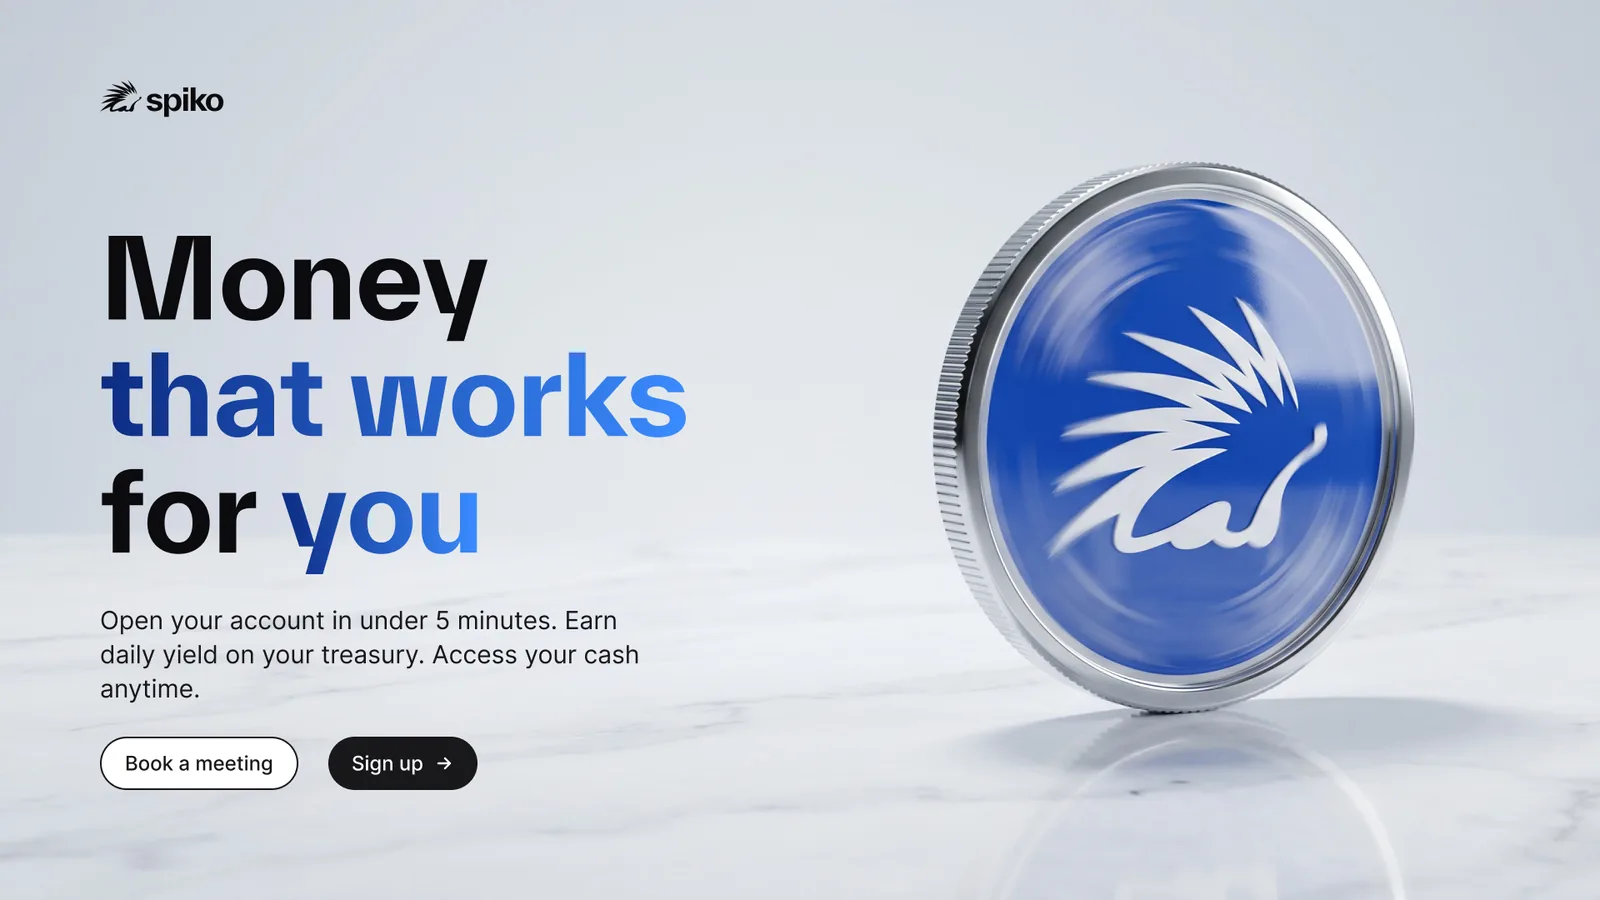 spiko
Money
that works
for you
Open your account in under 5 minutes. Earn
daily yield on your treasury. Access your cash
anytime.
Book a meeting
Sign up →